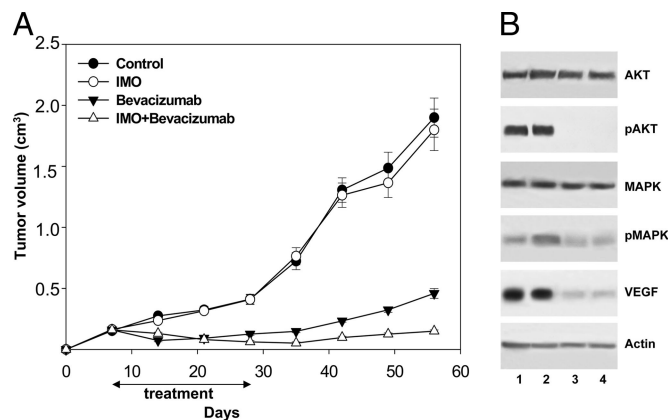 A
B
2.5
2.0
1.5
1.0
0.5
Tumor volume (cm3)
Control
IMO
Bevacizumab
IMO+Bevacizumab
0 10 20 30 40 50 60
treatment
Days
AKT
pAKT
MAPK
pMAPK
VEGF
Actin
1 2 3 4